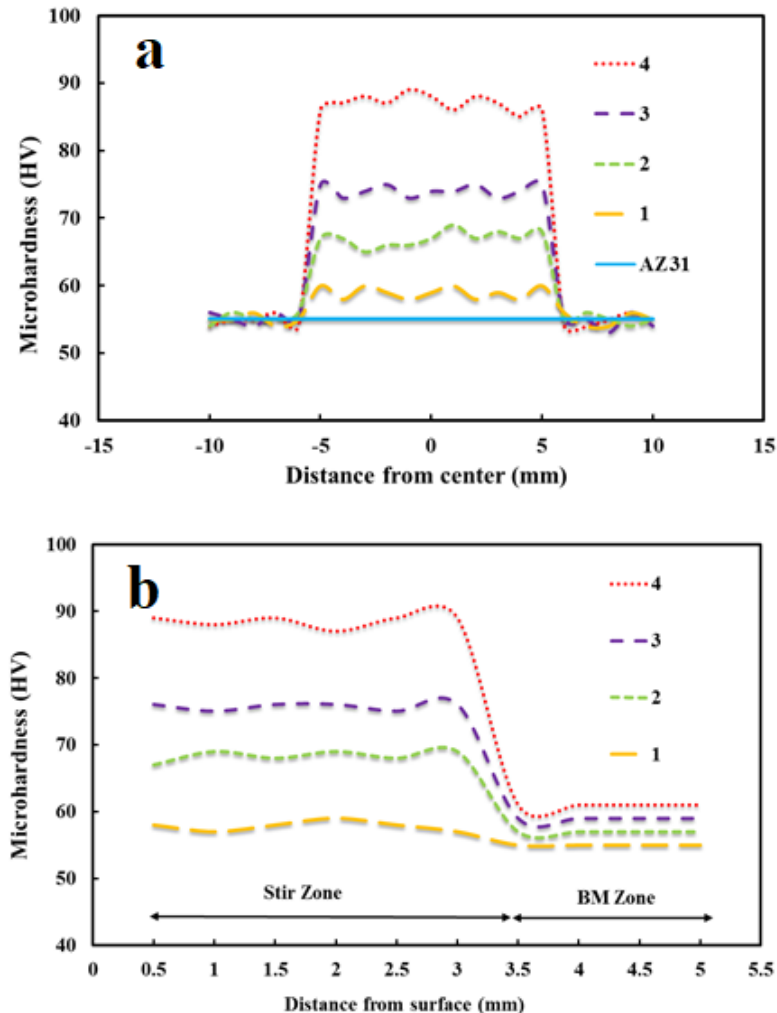 a
100
90
80
70
60
50
40
Microhardness (HV)
4
3
2
1
AZ31
-15 -10 -5 0 5 10 15
Distance from center (mm)
b
100
90
80
70
60
50
40
Microhardness (HV)
4
3
2
1
Stir Zone
BM Zone
0 0.5 1 1.5 2 2.5 3 3.5 4 4.5 5 5.5
Distance from surface (mm)